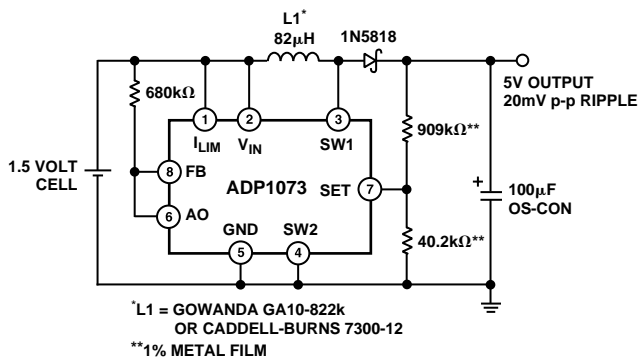 L1*
82μH
1N5818
5V OUTPUT
20mV p-p RIPPLE
680kΩ
909kΩ**
1
2
3
ILIM
VIN
SW1
1.5 VOLT
CELL
8
FB
ADP1073
SET
7
+
100μF
OS-CON
6
AO
GND
SW2
40.2kΩ**
5
4
*L1 = GOWANDA GA10-822k
OR CADDELL-BURNS 7300-12
**1% METAL FILM